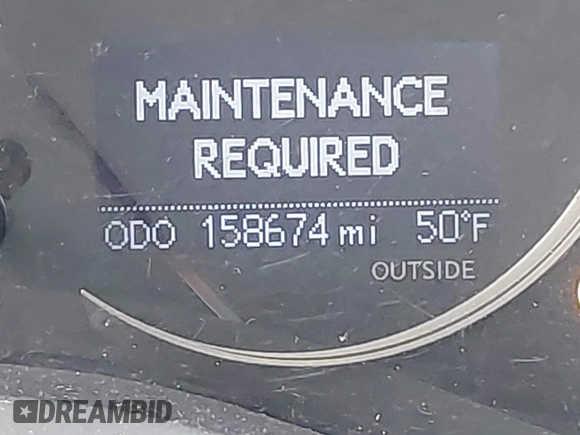 MAINTENANCE
REQUIRED
ODO 158674 mi 50°F
OUTSIDE
DREAMBID